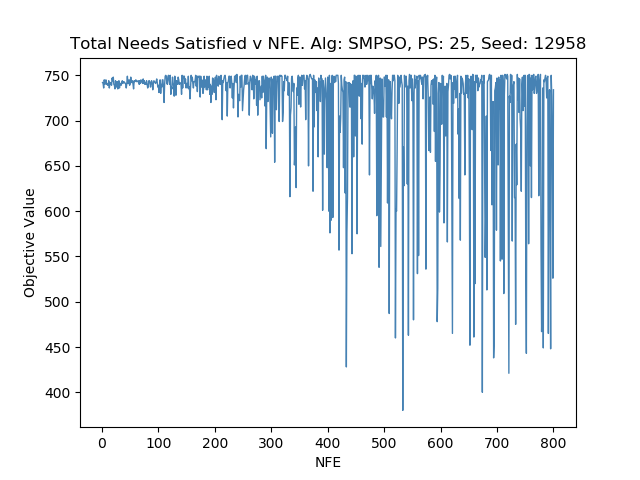 Total Needs Satisfied v NFE. Alg: SMPSO, PS: 25, Seed: 12958
750
700
650
600
550
500
450
400
Objective Value
0 100 200 300 400 500 600 700 800
NFE